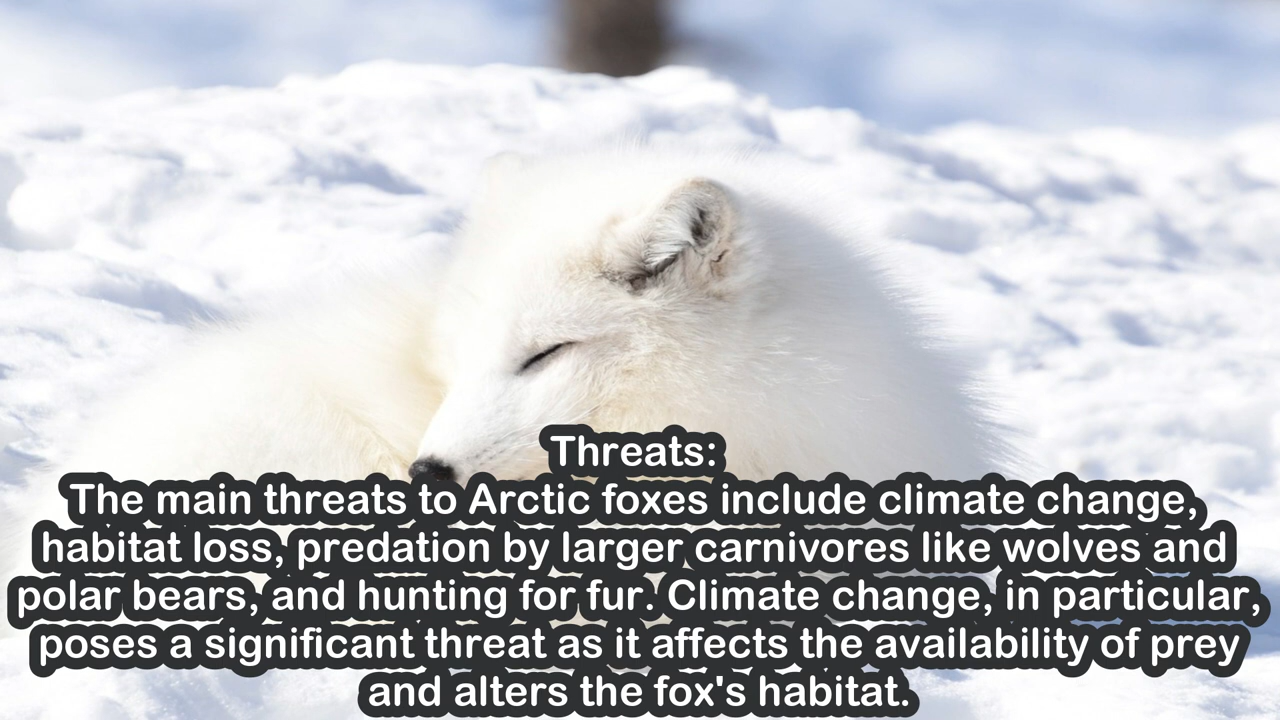 Threats:
The main threats to Arctic foxes include climate change,
habitat loss, predation by larger carnivores like wolves and
polar bears, and hunting for fur. Climate change, in particular,
poses a significant threat as it affects the availability of prey
and alters the fox's habitat.